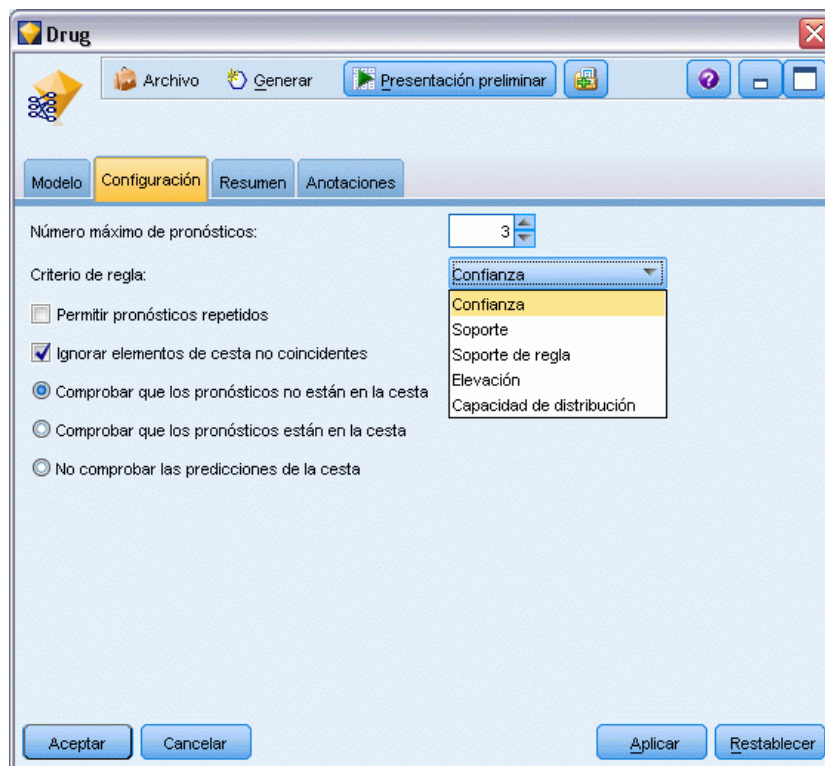 Drug
Archivo Generar Presentación preliminar
Modelo Configuración Resumen Anotaciones
Número máximo de pronósticos: 3
Criterio de regla: Confianza
Confianza
Soporte
Soporte de regla
Elevación
Capacidad de distribución
Permitir pronósticos repetidos
Ignorar elementos de cesta no coincidentes
Comprobar que los pronósticos no están en la cesta
Comprobar que los pronósticos están en la cesta
No comprobar las predicciones de la cesta
Aceptar Cancelar Aplicar Restablecer